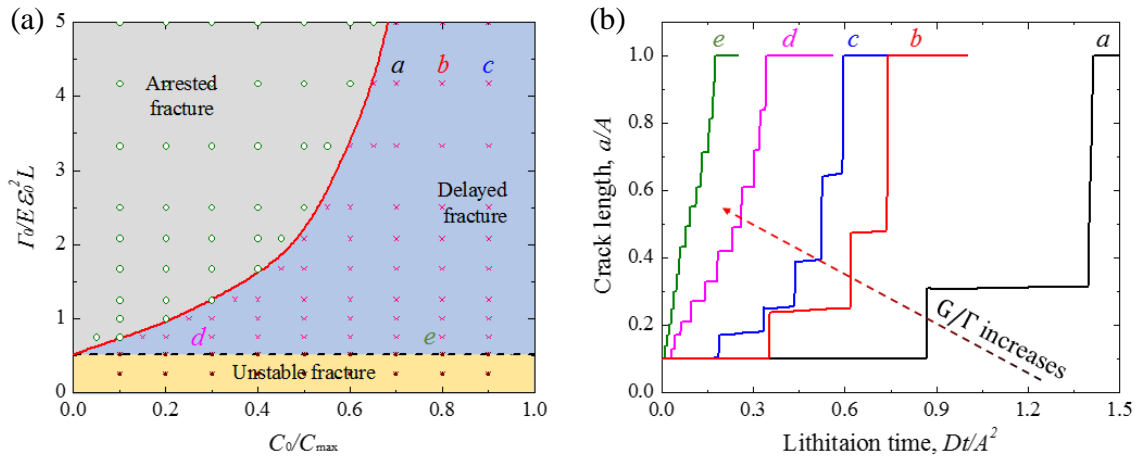 (a)
5
4
3
2
1
0
Γ₀/E ε₀²L
Arrested
fracture
a b c
Delayed
fracture
d e
Unstable fracture
0.0 0.2 0.4 0.6 0.8 1.0
C₀/Cmax
(b)
1.0
0.8
0.6
0.4
0.2
0.0
Crack length, a/A
e d c b a
G/Γ increases
0.0 0.3 0.6 0.9 1.2 1.5
Lithitaion time, Dt/A²